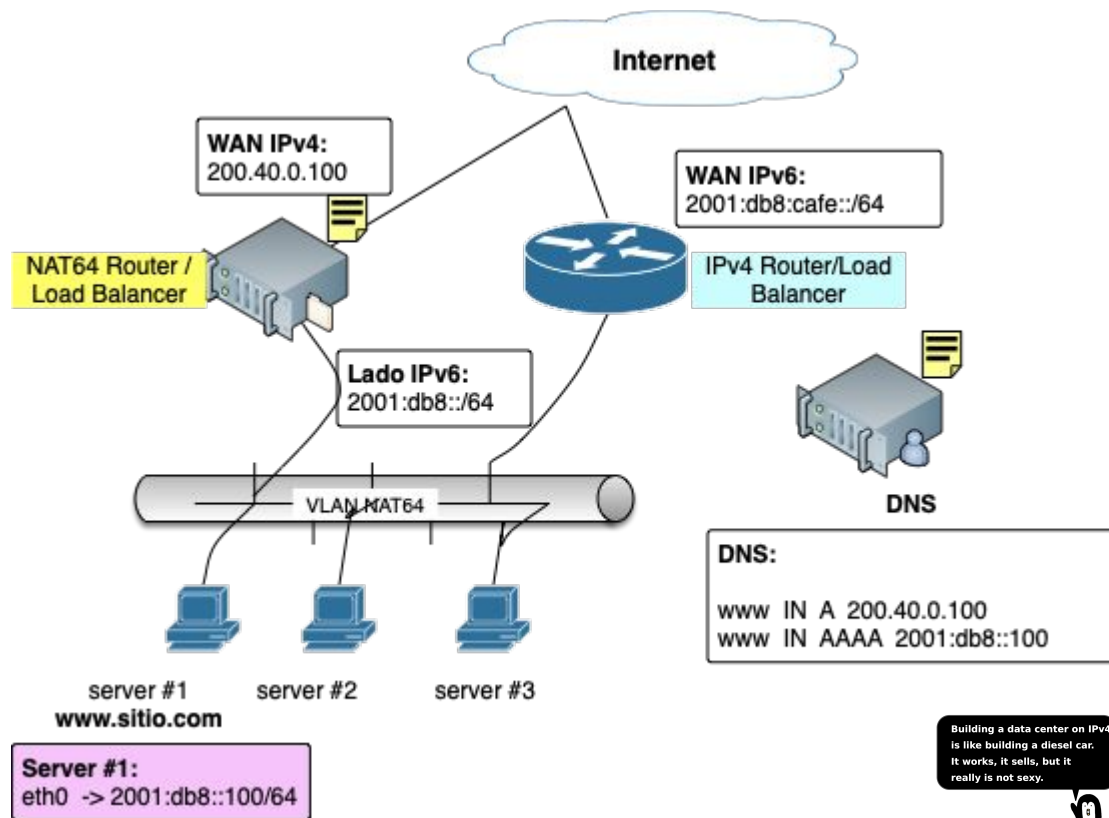 Internet
WAN IPv4:
200.40.0.100
WAN IPv6:
2001:db8:cafe::/64
NAT64 Router /
Load Balancer
IPv4 Router/Load
Balancer
Lado IPv6:
2001:db8::/64
VLAN NAT64
DNS
DNS:
www IN A 200.40.0.100
www IN AAAA 2001:db8::100
server #1
www.sitio.com
server #2
server #3
Server #1:
eth0 -> 2001:db8::100/64
Building a data center on IPv4
is like building a diesel car.
It works, it sells, but it
really is not sexy.